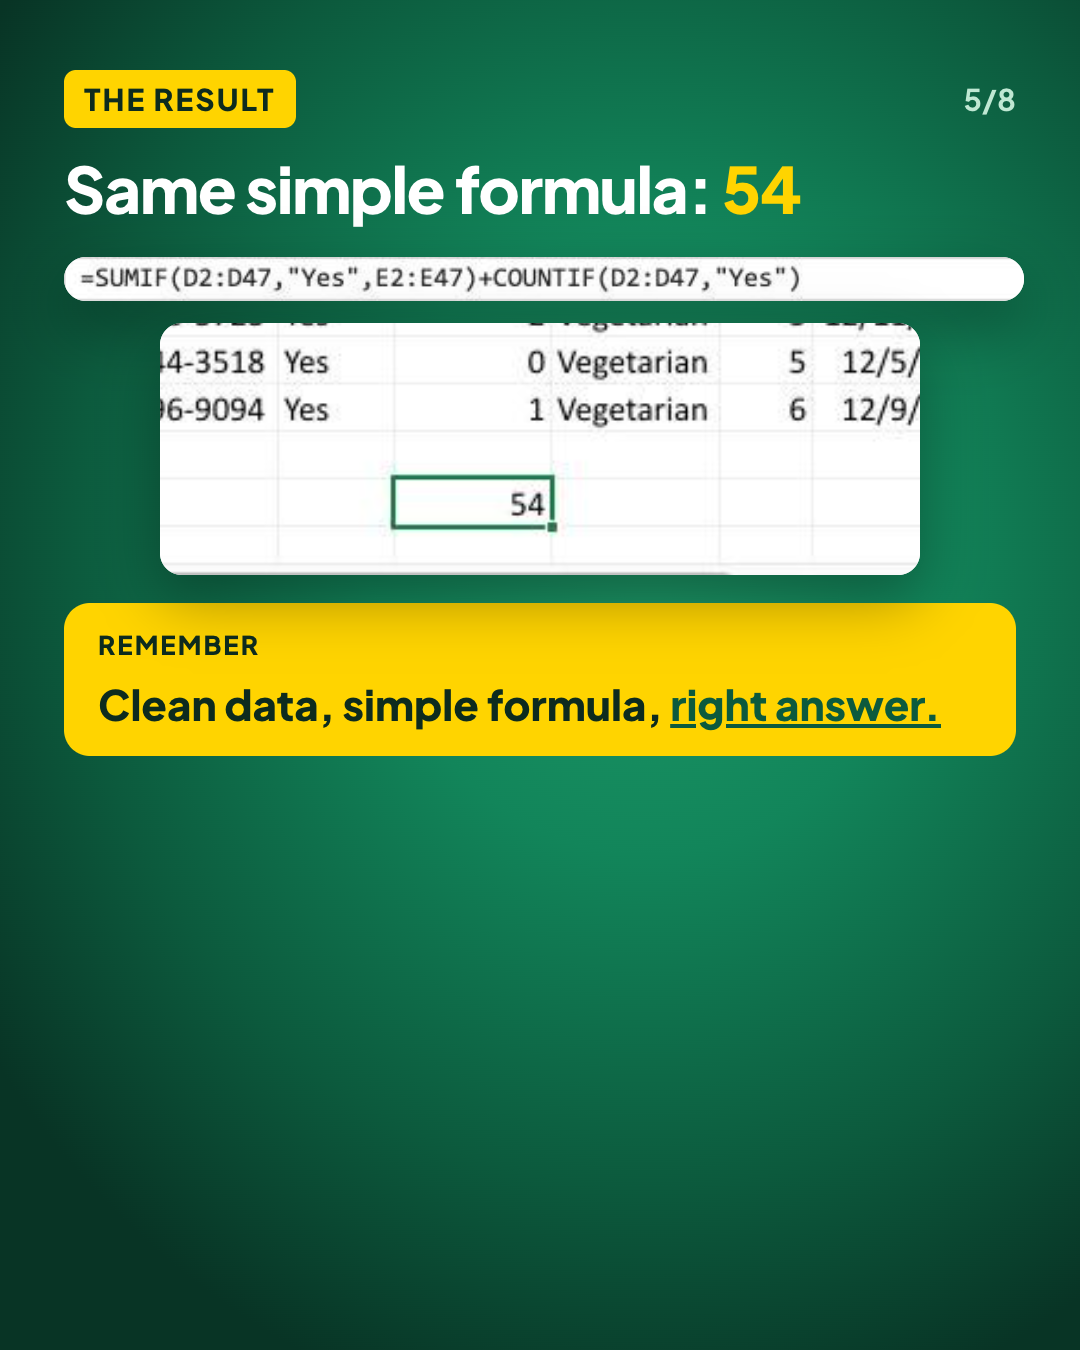 THE RESULT
5/8
Same simple formula: 54
=SUMIF(D2:D47,"Yes",E2:E47)+COUNTIF(D2:D47,"Yes")
44-3518 Yes 0 Vegetarian 5 12/5/
96-9094 Yes 1 Vegetarian 6 12/9/
54
REMEMBER
Clean data, simple formula, right answer.